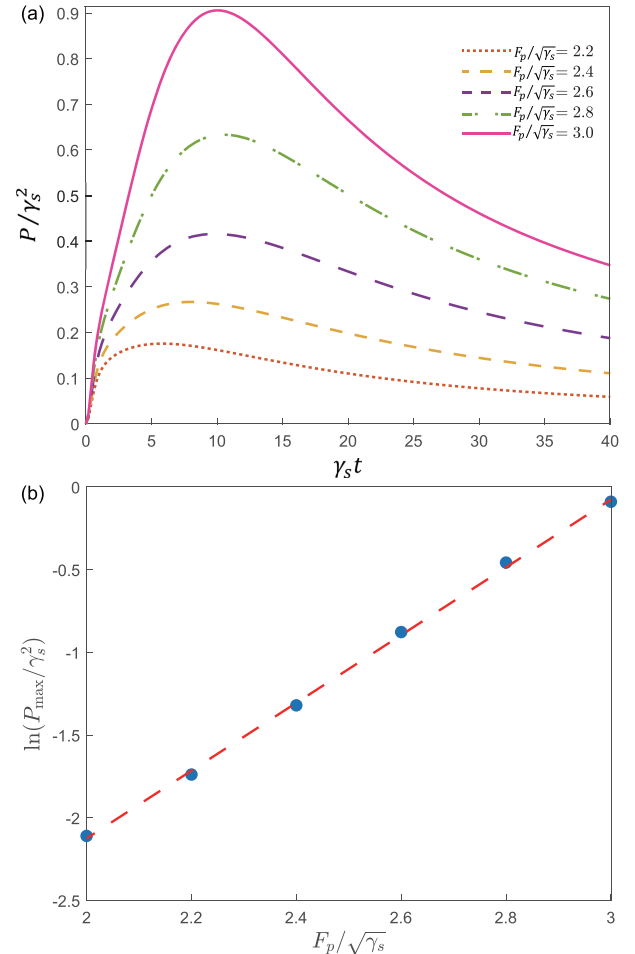 (a)
0.9
0.8
0.7
0.6
0.5
0.4
0.3
0.2
0.1
0
P/γ_s^2
F_p/√γ_s = 2.2
F_p/√γ_s = 2.4
F_p/√γ_s = 2.6
F_p/√γ_s = 2.8
F_p/√γ_s = 3.0
0 5 10 15 20 25 30 35 40
γ_s t
(b)
0
-0.5
-1
-1.5
-2
-2.5
ln(P_max/γ_s^2)
2 2.2 2.4 2.6 2.8 3
F_p/√γ_s